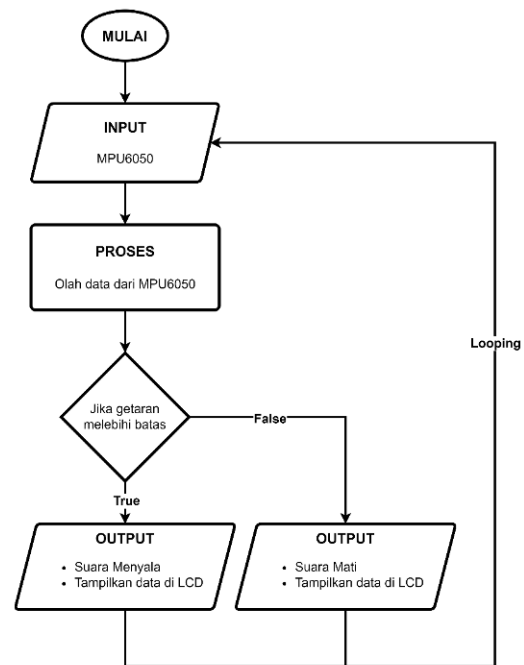 MULAI
INPUT
MPU6050
PROSES
Olah data dari MPU6050
Looping
Jika getaran
melebihi batas
False
True
OUTPUT
• Suara Menyala
• Tampilkan data di LCD
OUTPUT
• Suara Mati
• Tampilkan data di LCD